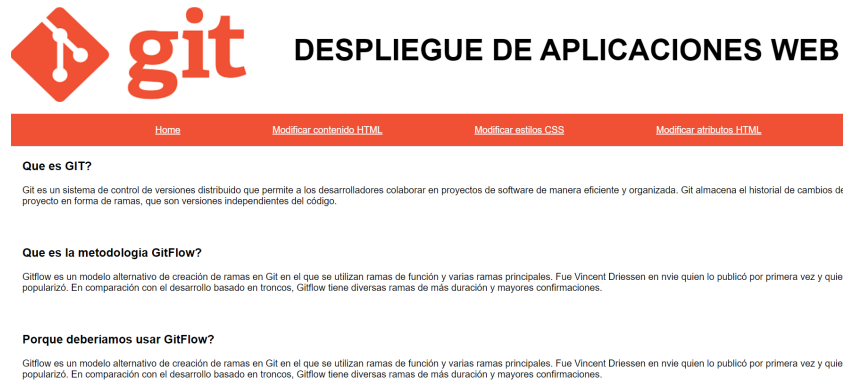 git
DESPLIEGUE DE APLICACIONES WEB
Home Modificar contenido HTML Modificar estilos CSS Modificar atributos HTML
Que es GIT?
Git es un sistema de control de versiones distribuido que permite a los desarrolladores colaborar en proyectos de software de manera eficiente y organizada. Git almacena el historial de cambios de
proyecto en forma de ramas, que son versiones independientes del código.
Que es la metodologia GitFlow?
Gitflow es un modelo alternativo de creación de ramas en Git en el que se utilizan ramas de función y varias ramas principales. Fue Vincent Driessen en nvie quien lo publicó por primera vez y quie
popularizó. En comparación con el desarrollo basado en troncos, Gitflow tiene diversas ramas de más duración y mayores confirmaciones.
Porque deberiamos usar GitFlow?
Gitflow es un modelo alternativo de creación de ramas en Git en el que se utilizan ramas de función y varias ramas principales. Fue Vincent Driessen en nvie quien lo publicó por primera vez y quie
popularizó. En comparación con el desarrollo basado en troncos, Gitflow tiene diversas ramas de más duración y mayores confirmaciones.